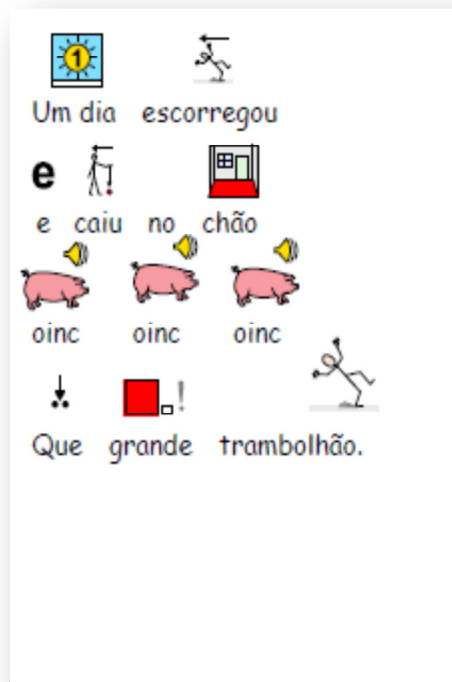 Um dia escorregou
e
e caiu no chão
oinc oinc oinc
Que grande trambolhão.